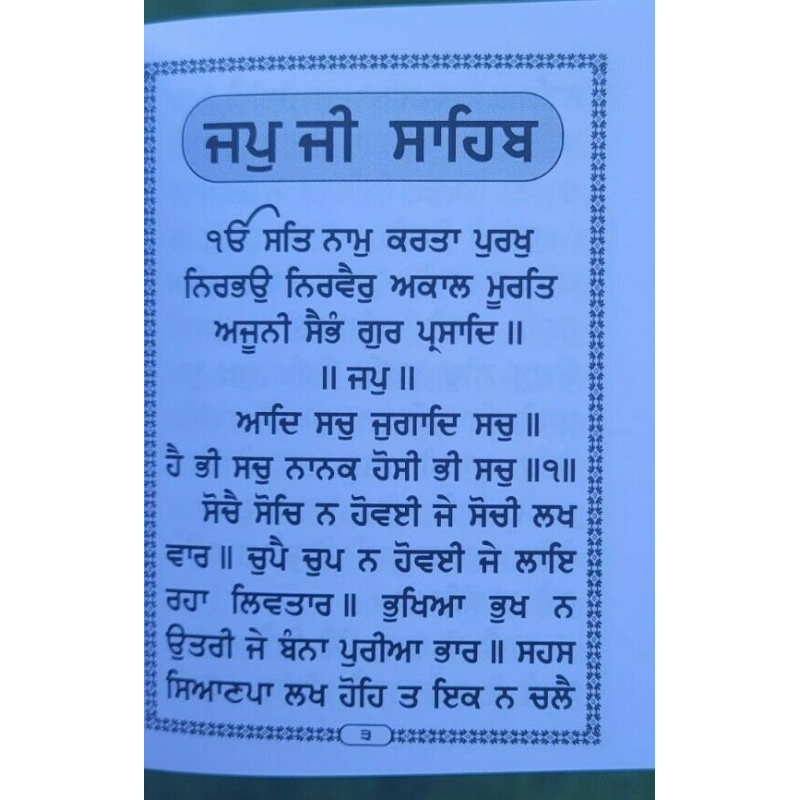 ਜਪੁ ਜੀ ਸਾਹਿਬ
ੴ ਸਤਿ ਨਾਮੁ ਕਰਤਾ ਪੁਰਖੁ
ਨਿਰਭਉ ਨਿਰਵੈਰੁ ਅਕਾਲ ਮੂਰਤਿ
ਅਜੂਨੀ ਸੈਭੰ ਗੁਰ ਪ੍ਰਸਾਦਿ ॥
॥ ਜਪੁ ॥
ਆਦਿ ਸਚੁ ਜੁਗਾਦਿ ਸਚੁ ॥
ਹੈ ਭੀ ਸਚੁ ਨਾਨਕ ਹੋਸੀ ਭੀ ਸਚੁ ॥੧॥
ਸੋਚੈ ਸੋਚਿ ਨ ਹੋਵਈ ਜੇ ਸੋਚੀ ਲਖ
ਵਾਰ ॥ ਚੁਪੈ ਚੁਪ ਨ ਹੋਵਈ ਜੇ ਲਾਇ
ਰਹਾ ਲਿਵਤਾਰ ॥ ਭੁਖਿਆ ਭੁਖ ਨ
ਉਤਰੀ ਜੇ ਬੰਨਾ ਪੁਰੀਆ ਭਾਰ ॥ ਸਹਸ
ਸਿਆਣਪਾ ਲਖ ਹੋਹਿ ਤ ਇਕ ਨ ਚਲੈ
੩